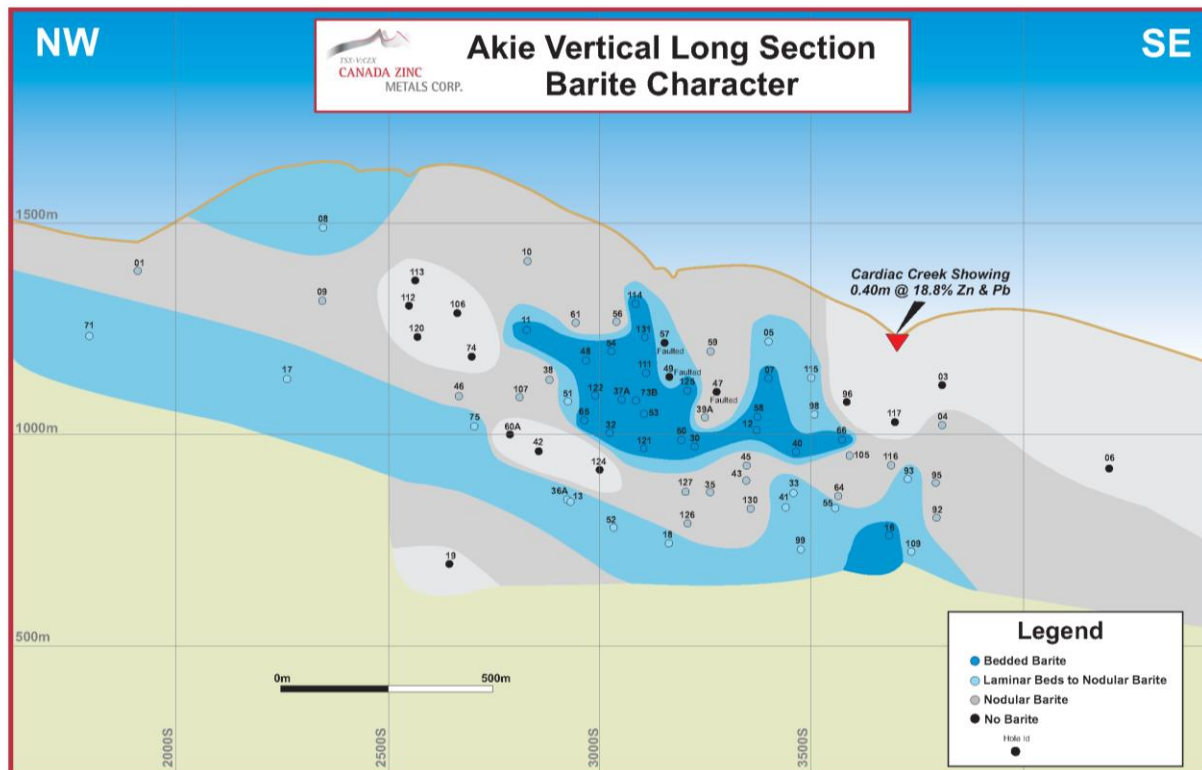 NW
TSX-V:CZX
CANADA ZINC
METALS CORP.
Akie Vertical Long Section
Barite Character
SE
1500m
1000m
500m
08
01
09
10
113
112
106
120
74
71
17
46
107
38
75
60A
42
124
36A
13
52
19
11
61
56
114
131
57
Faulted
54
48
111
49
Faulted
59
47
Faulted
125
51
122
37A
73B
53
39A
65
32
121
50
30
05
07
115
58
12
98
40
66
105
96
117
03
04
116
93
95
92
06
45
43
127
35
126
130
18
33
41
64
55
99
16
109
Cardiac Creek Showing
0.40m @ 18.8% Zn & Pb
0m
500m
2000S
2500S
3000S
3500S
Legend
Bedded Barite
Laminar Beds to Nodular Barite
Nodular Barite
No Barite
Hole Id